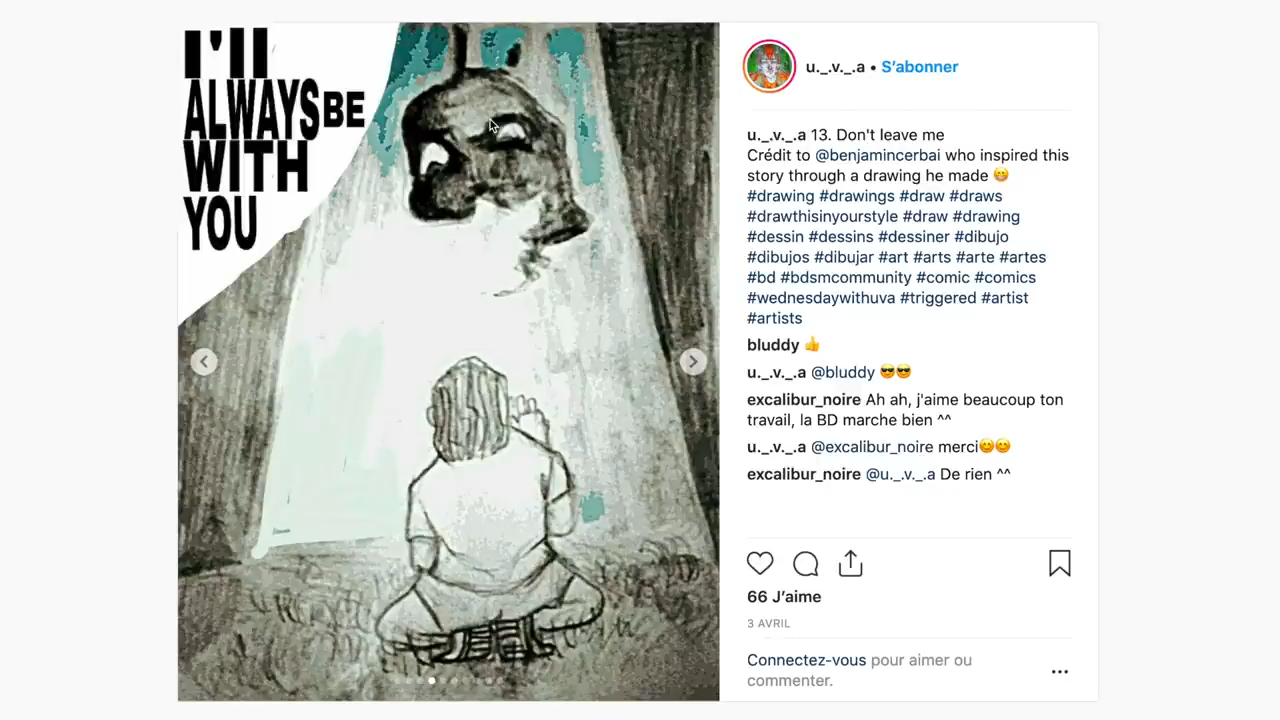 I'll
ALWAYS BE
WITH
YOU
u._.v._.a • S'abonner
u._.v._.a 13. Don't leave me
Crédit to @benjamincerbai who inspired this
story through a drawing he made 😁
#drawing #drawings #draw #draws
#drawthisinyourstyle #draw #drawing
#dessin #dessins #dessiner #dibujo
#dibujos #dibujar #art #arts #arte #artes
#bd #bdsmcommunity #comic #comics
#wednesdaywithuva #triggered #artist
#artists
bluddy 👍
u._.v._.a @bluddy 😎😎
excalibur_noire Ah ah, j'aime beaucoup ton
travail, la BD marche bien ^^
u._.v._.a @excalibur_noire merci😊😊
excalibur_noire @u._.v._.a De rien ^^
66 J'aime
3 AVRIL
Connectez-vous pour aimer ou
commenter.